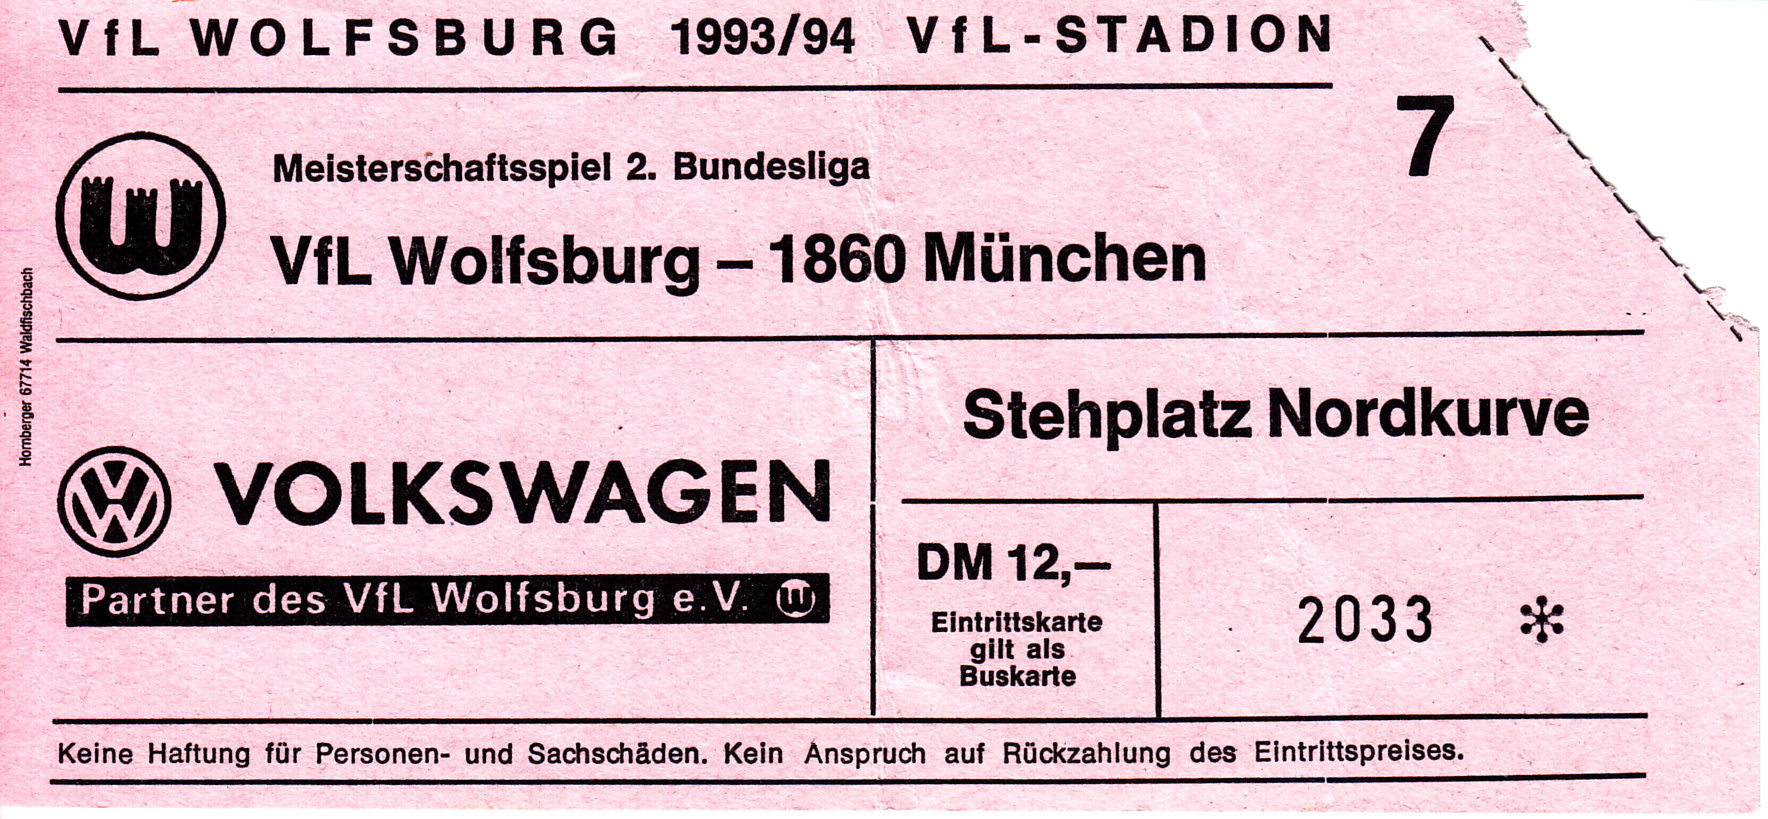 VfL WOLFSBURG 1993/94 VfL-STADION
7
Meisterschaftsspiel 2. Bundesliga
VfL Wolfsburg – 1860 München
Hornberger 67714 Waldfischbach
Stehplatz Nordkurve
VOLKSWAGEN
Partner des VfL Wolfsburg e.V.
DM 12,—
Eintrittskarte
gilt als
Buskarte
2033 *
Keine Haftung für Personen- und Sachschäden. Kein Anspruch auf Rückzahlung des Eintrittspreises.